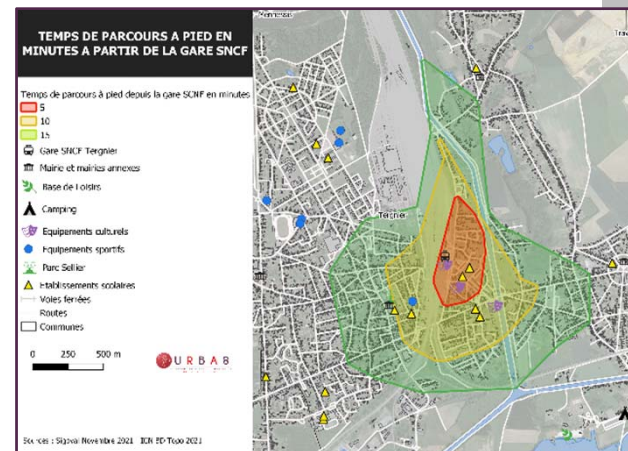 TEMPS DE PARCOURS A PIED EN
MINUTES A PARTIR DE LA GARE SNCF
Temps de parcours à pied depuis la gare SCNF en minutes
5
10
15
Gare SNCF Tergnier
Mairie et mairies annexes
Base de Loisirs
Camping
Equipements culturels
Equipements sportifs
Parc Sellier
Etablissements scolaires
Voies ferrées
Routes
Communes
0 250 500 m
URBA8
Sources : Sigoval Novembre 2021 IGN BD Topo 2021
Mennessis
Tergnier